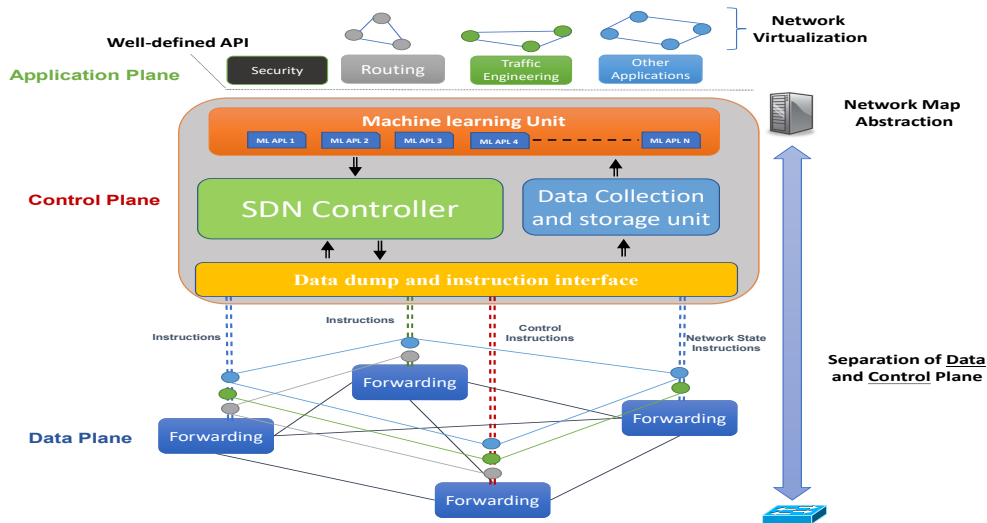 Network
Virtualization
Well-defined API
Application Plane
Security
Routing
Traffic
Engineering
Other
Applications
Network Map
Abstraction
Machine learning Unit
ML APL 1
ML APL 2
ML APL 3
ML APL 4
ML APL N
Control Plane
SDN Controller
Data Collection
and storage unit
Data dump and instruction interface
Instructions
Instructions
Control
Instructions
Network State
Instructions
Separation of Data
and Control Plane
Data Plane
Forwarding
Forwarding
Forwarding
Forwarding